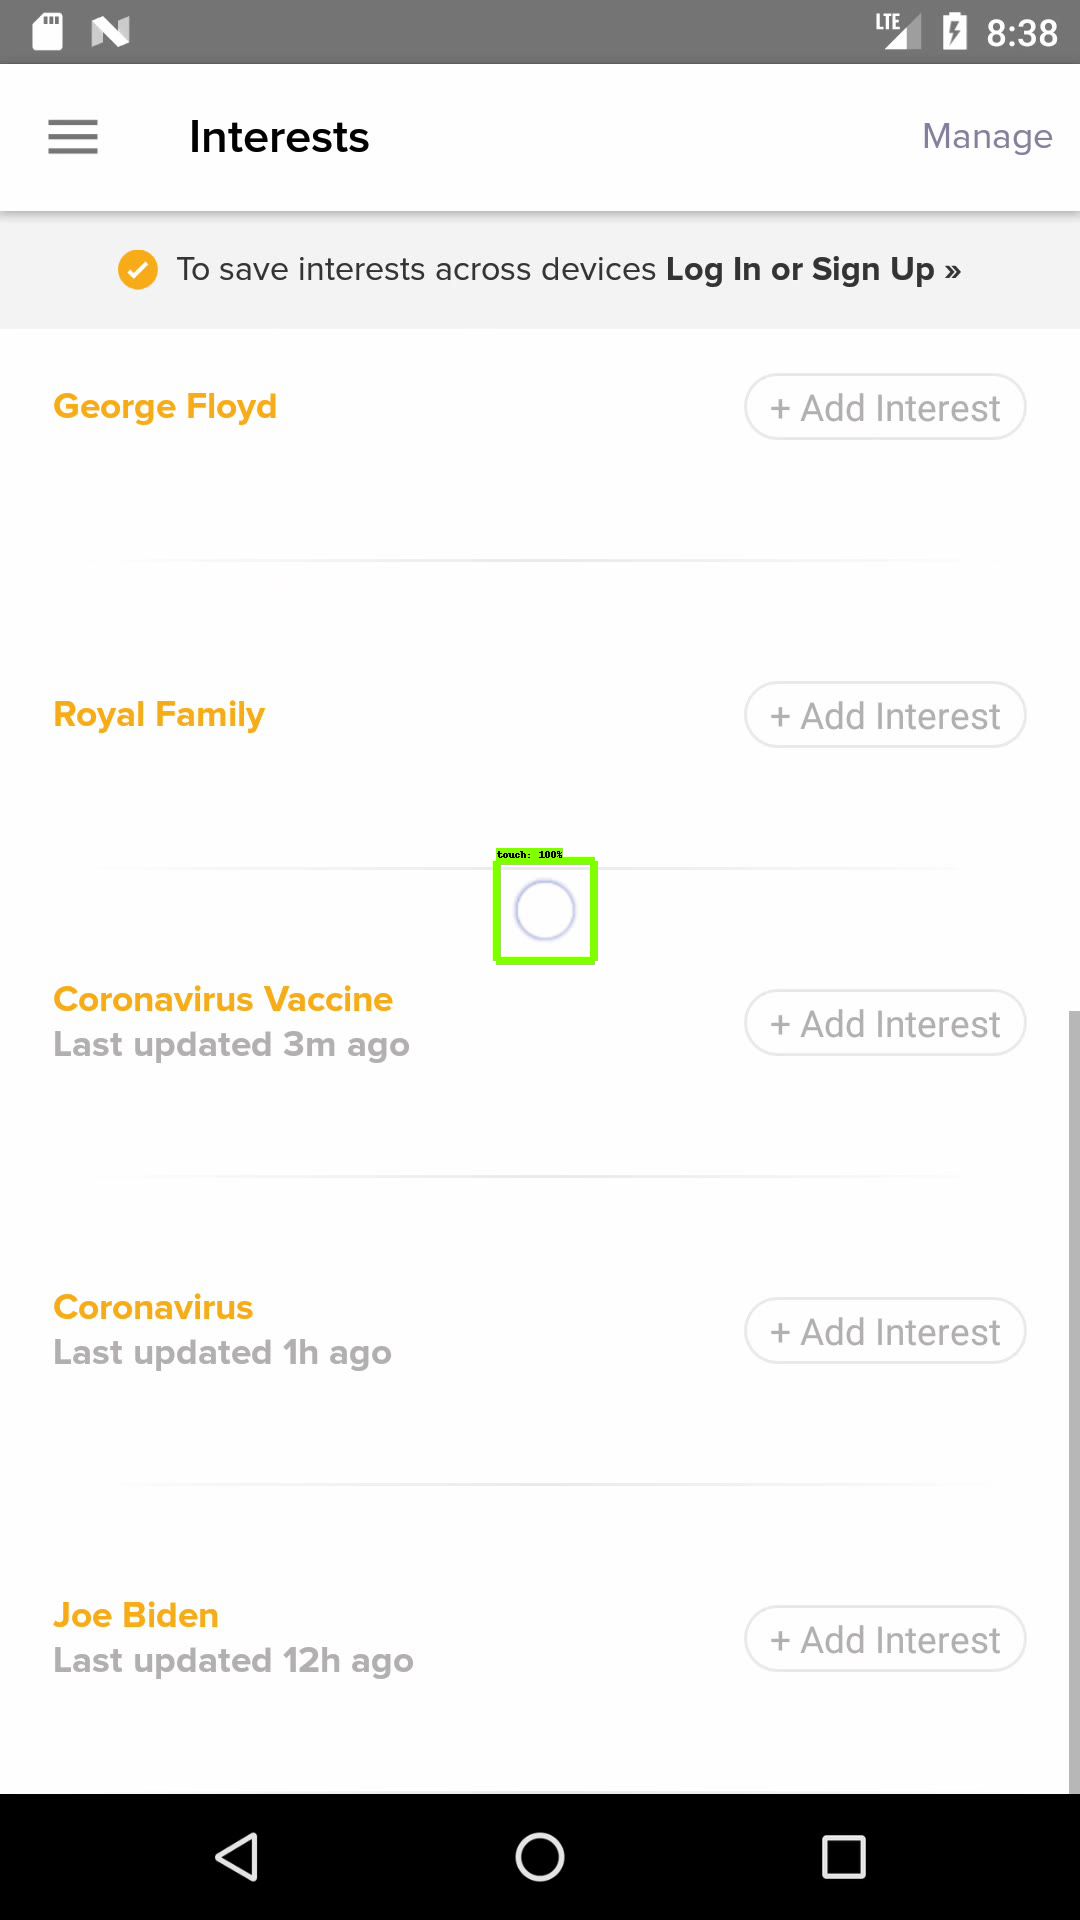 LTE 8:38
Interests
Manage
To save interests across devices Log In or Sign Up »
George Floyd
+ Add Interest
Royal Family
+ Add Interest
touch: 100%
Coronavirus Vaccine
Last updated 3m ago
+ Add Interest
Coronavirus
Last updated 1h ago
+ Add Interest
Joe Biden
Last updated 12h ago
+ Add Interest